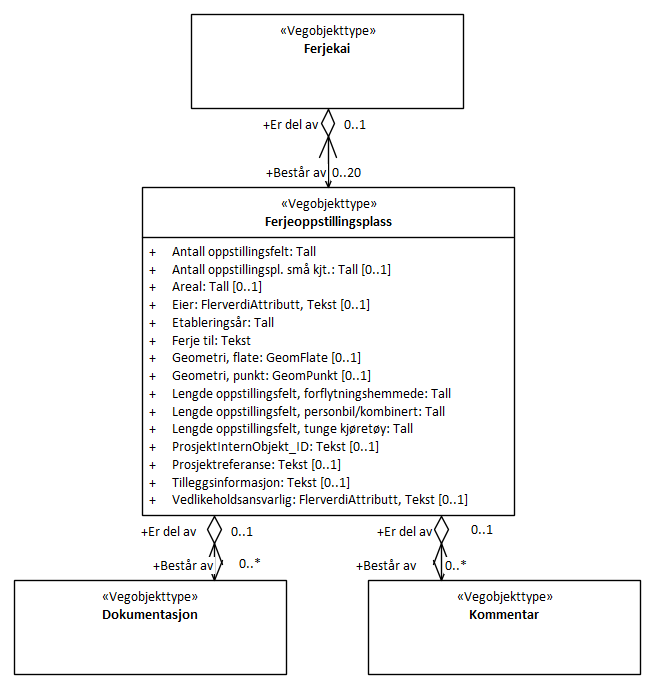 «Vegobjekttype»
Ferjekai
+Er del av 0..1
+Består av 0..20
«Vegobjekttype»
Ferjeoppstillingsplass
+ Antall oppstillingsfelt: Tall
+ Antall oppstillingspl. små kjt.: Tall [0..1]
+ Areal: Tall [0..1]
+ Eier: FlerverdiAttributt, Tekst [0..1]
+ Etableringsår: Tall
+ Ferje til: Tekst
+ Geometri, flate: GeomFlate [0..1]
+ Geometri, punkt: GeomPunkt [0..1]
+ Lengde oppstillingsfelt, forflytningshemmede: Tall
+ Lengde oppstillingsfelt, personbil/kombinert: Tall
+ Lengde oppstillingsfelt, tunge kjøretøy: Tall
+ ProsjektInternObjekt_ID: Tekst [0..1]
+ Prosjektreferanse: Tekst [0..1]
+ Tilleggsinformasjon: Tekst [0..1]
+ Vedlikeholdsansvarlig: FlerverdiAttributt, Tekst [0..1]
+Er del av 0..1 +Er del av 0..1
+Består av 0..* +Består av 0..*
«Vegobjekttype» «Vegobjekttype»
Dokumentasjon Kommentar